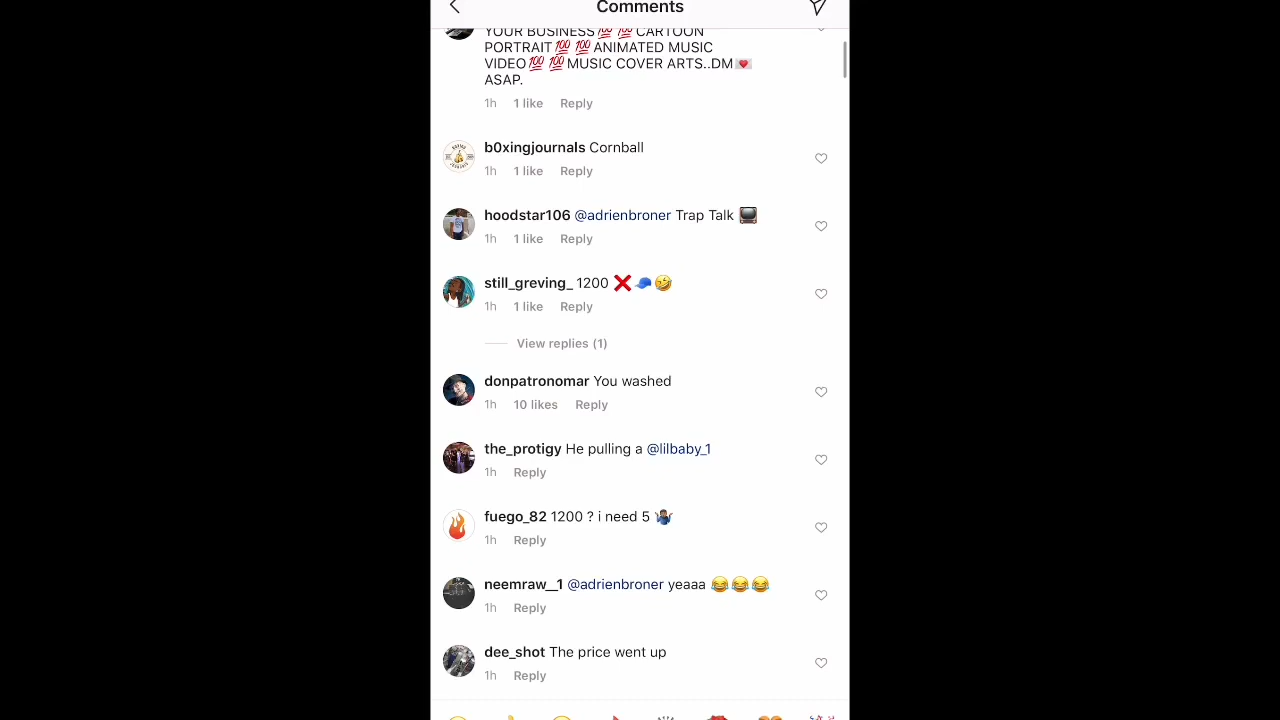 Comments
YOUR BUSINESS💯💯CARTOON
PORTRAIT💯💯ANIMATED MUSIC
VIDEO💯💯MUSIC COVER ARTS..DM💌
ASAP.
1h 1 like Reply
b0xingjournals Cornball
1h 1 like Reply
hoodstar106 @adrienbroner Trap Talk 📺
1h 1 like Reply
still_greving_ 1200 ❌🧢🤣
1h 1 like Reply
View replies (1)
donpatronomar You washed
1h 10 likes Reply
the_protigy He pulling a @lilbaby_1
1h Reply
fuego_82 1200 ? i need 5 🤷🏾‍♂️
1h Reply
neemraw__1 @adrienbroner yeaaa 😂😂😂
1h Reply
dee_shot The price went up
1h Reply